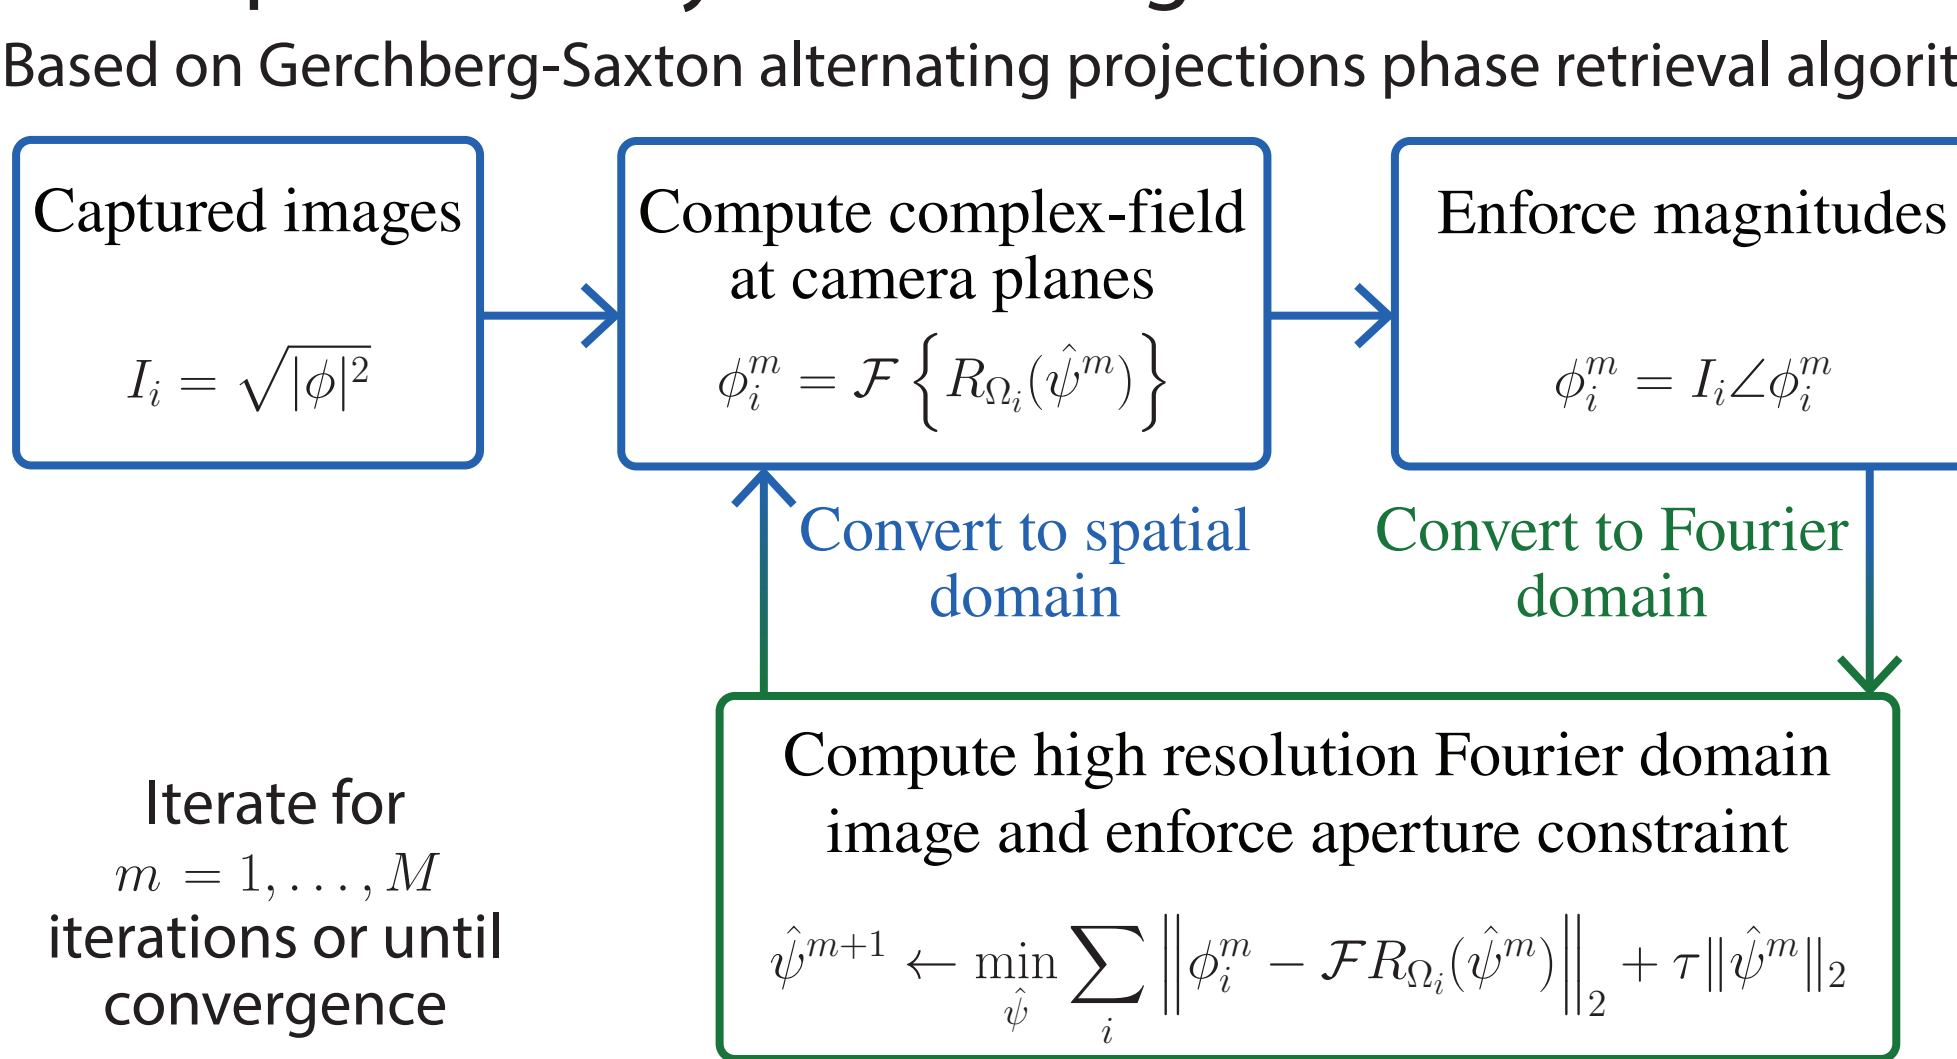 Based on Gerchberg-Saxton alternating projections phase retrieval algorit
Captured images
$I_i = \sqrt{|\phi|^2}$
Compute complex-field
at camera planes
$\phi_i^m = \mathcal{F}\left\{R_{\Omega_i}(\hat{\psi}^m)\right\}$
Enforce magnitudes
$\phi_i^m = I_i \angle \phi_i^m$
Convert to spatial
domain
Convert to Fourier
domain
Compute high resolution Fourier domain
image and enforce aperture constraint
$\hat{\psi}^{m+1} \leftarrow \min_{\hat{\psi}} \sum_i \left\| \phi_i^m - \mathcal{F} R_{\Omega_i}(\hat{\psi}^m) \right\|_2 + \tau \|\hat{\psi}^m\|_2$
Iterate for
$m = 1, \ldots, M$
iterations or until
convergence